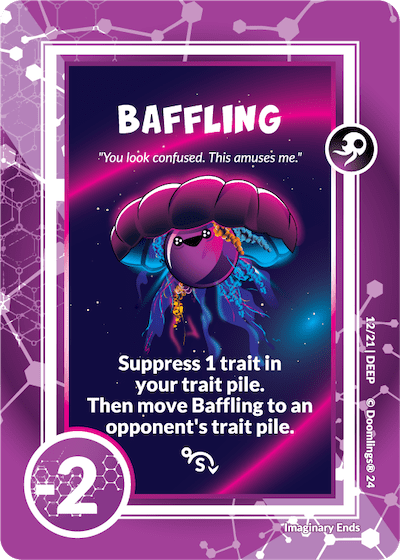 BAFFLING
"You look confused. This amuses me."
Suppress 1 trait in
your trait pile.
Then move Baffling to an
opponent's trait pile.
S
-2
12/21 | DEEP © Doomlings® 24
*Imaginary Ends